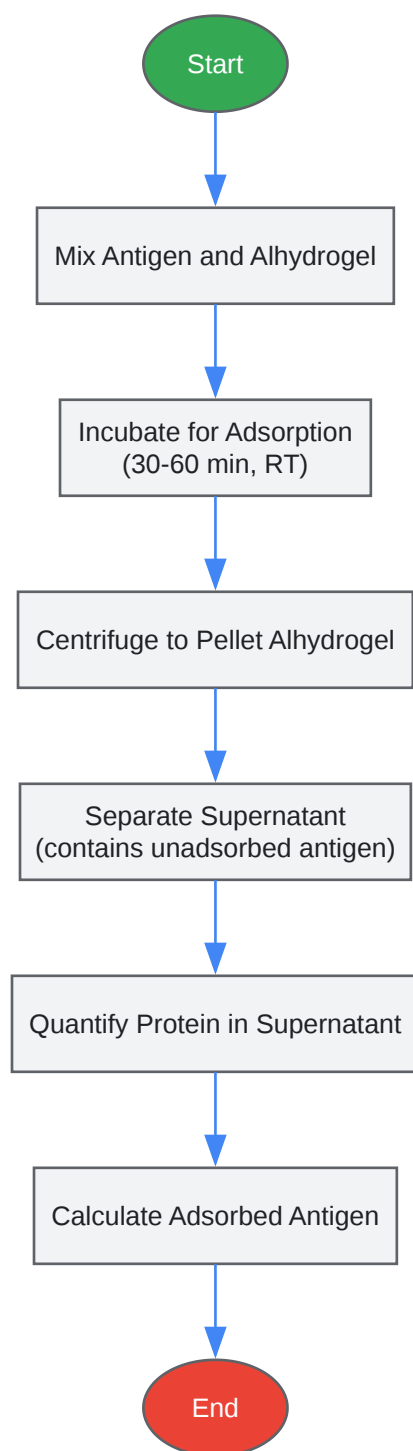 Start
Mix Antigen and Alhydrogel
Incubate for Adsorption
(30-60 min, RT)
Centrifuge to Pellet Alhydrogel
Separate Supernatant
(contains unadsorbed antigen)
Quantify Protein in Supernatant
Calculate Adsorbed Antigen
End